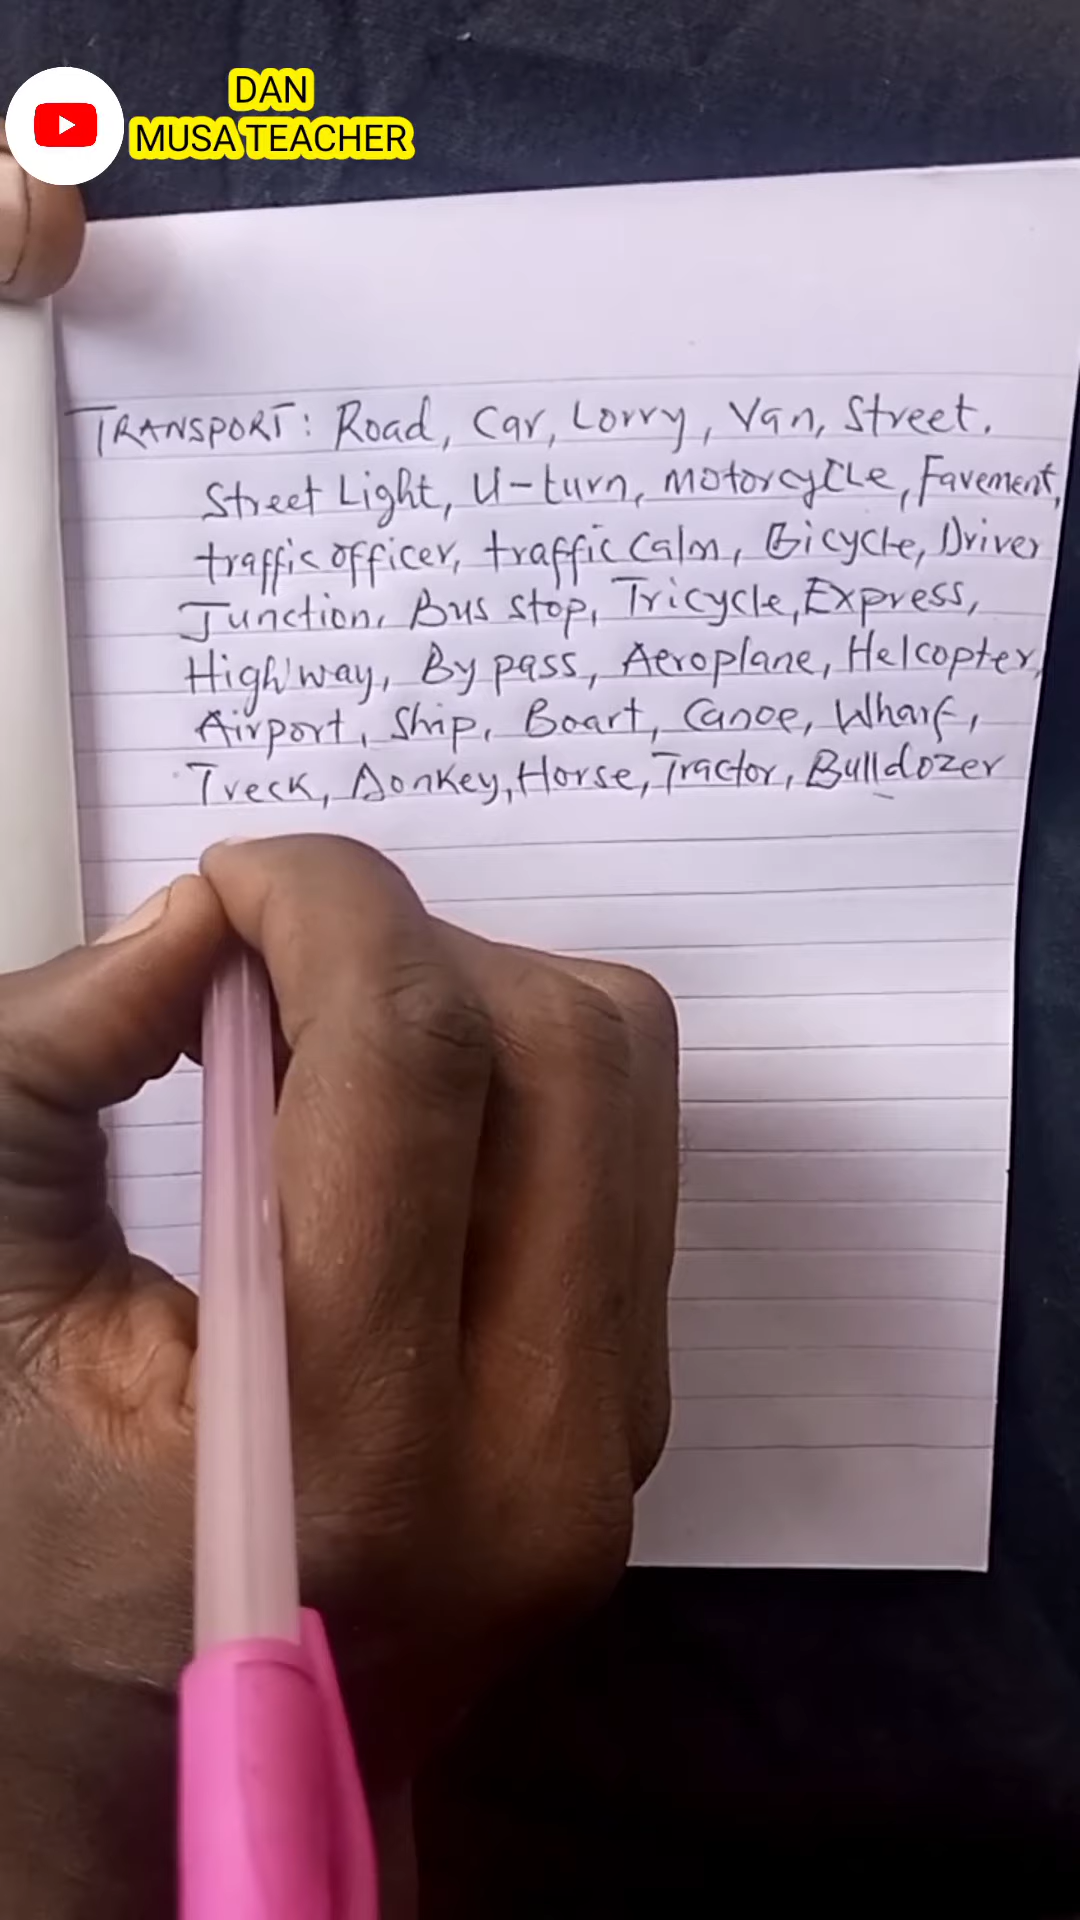 DAN
MUSA TEACHER
TRANSPORT: Road, Car, Lorry, Van, Street.
Street Light, U-turn, motorcycle, Favement,
traffic officer, traffic Calm, Bicycle, Driver
Junction, Bus stop, Tricycle, Express,
High'way, By pass, Aeroplane, Helcopter,
Airport, Ship, Boart, Canoe, Wharf,
Treck, Donkey, Horse, Tractor, Bulldozer